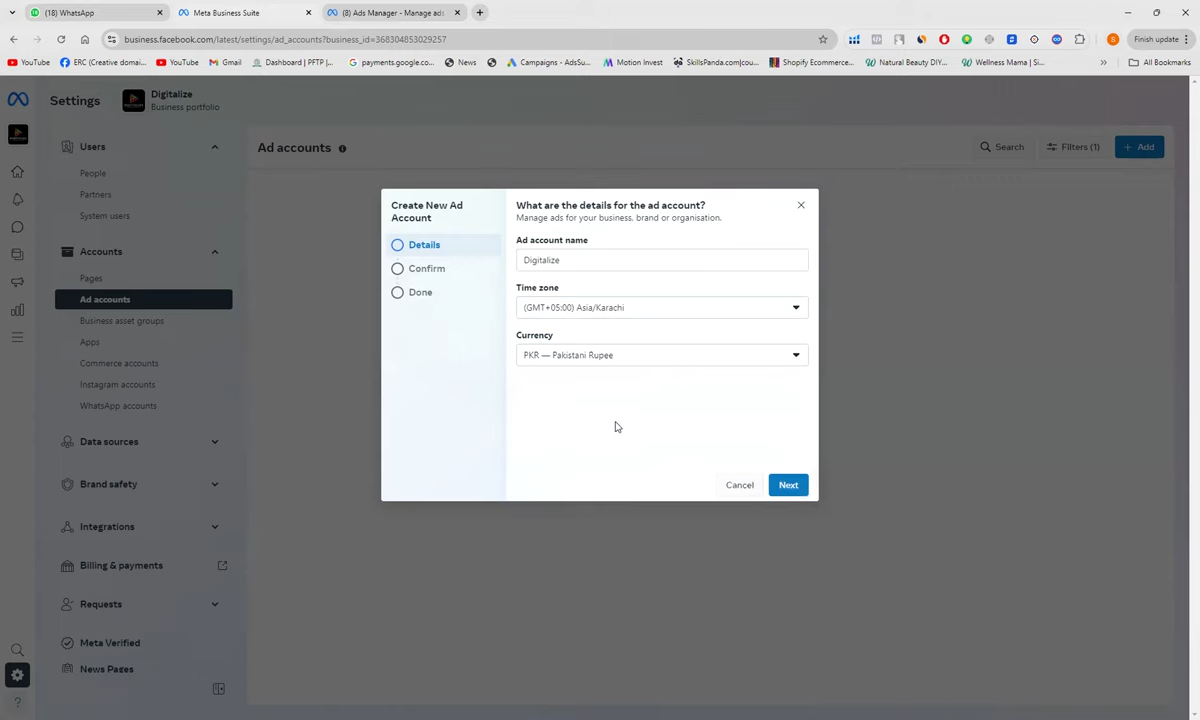 (18) WhatsApp
Meta Business Suite
(8) Ads Manager - Manage ads
business.facebook.com/latest/settings/ad_accounts?business_id=368304853029257
Finish update
YouTube
ERC (Creative domai...
YouTube
Gmail
Dashboard | PFTP |...
payments.google.co...
News
Campaigns - AdsSu...
Motion Invest
SkillsPanda.com|cou...
Shopify Ecommerce...
Natural Beauty DIY...
Wellness Mama | Si...
All Bookmarks
Settings
Digitalize
Business portfolio
Users
People
Partners
System users
Accounts
Pages
Ad accounts
Business asset groups
Apps
Commerce accounts
Instagram accounts
WhatsApp accounts
Data sources
Brand safety
Integrations
Billing & payments
Requests
Meta Verified
News Pages
Ad accounts
Search
Filters (1)
+ Add
Create New Ad
Account
Details
Confirm
Done
What are the details for the ad account?
Manage ads for your business, brand or organisation.
Ad account name
Digitalize
Time zone
(GMT+05:00) Asia/Karachi
Currency
PKR — Pakistani Rupee
Cancel
Next